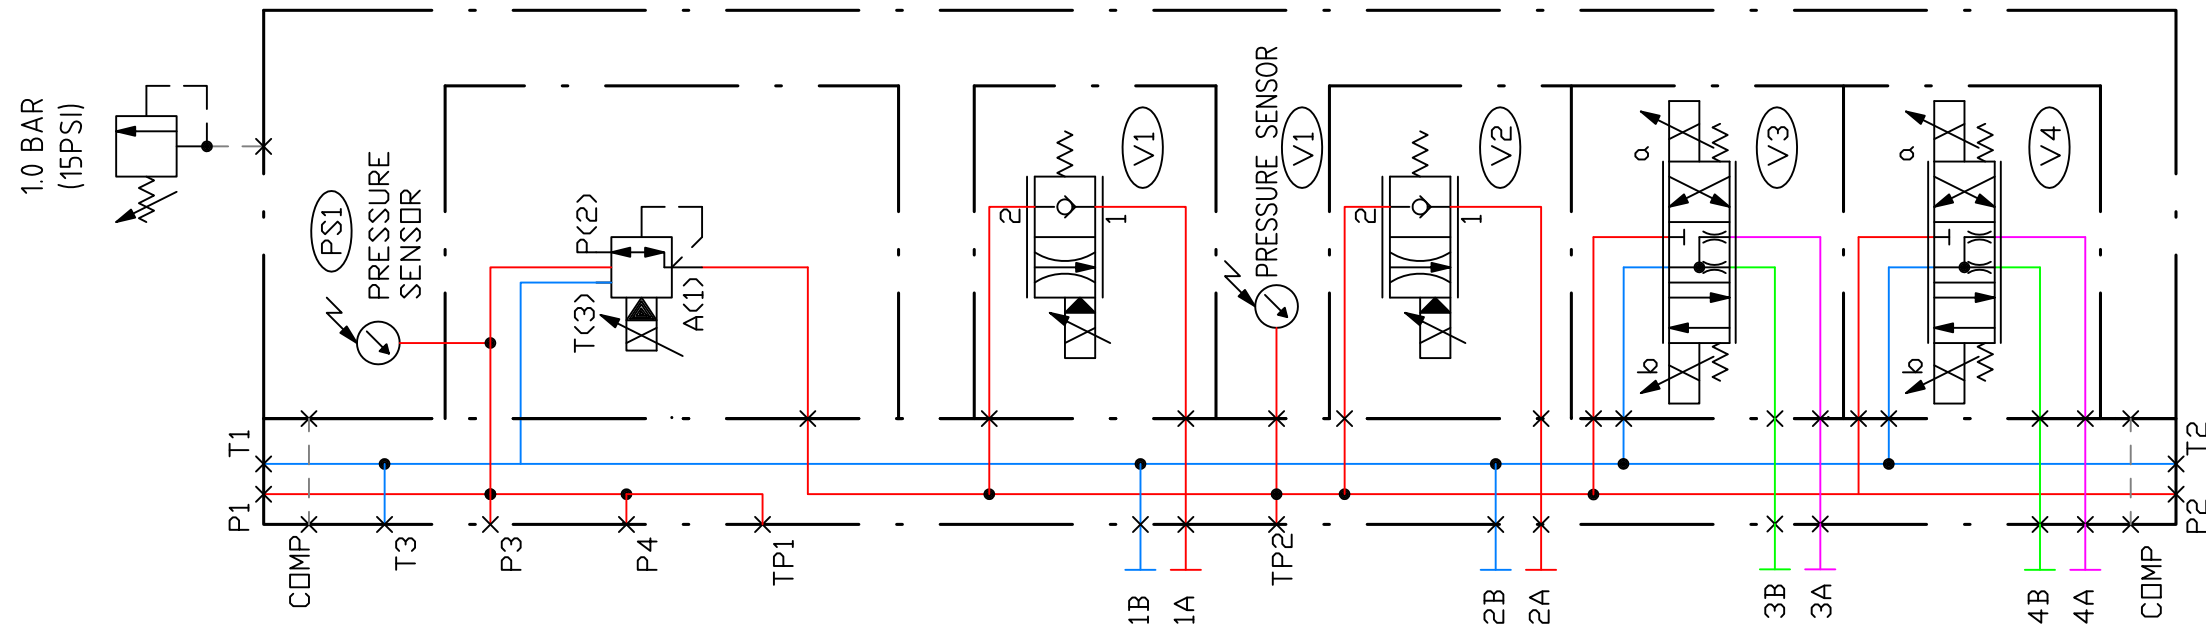 1.0 BAR
(15PSI)
PS1
PRESSURE
SENSOR
P(2)
T(3)
A(1)
2
1
V1
PRESSURE SENSOR
V1
2
1
V2
a
b
V3
a
b
V4
T1
P1
T2
P2
COMP
T3
P3
P4
TP1
1B
1A
TP2
2B
2A
3B
3A
4B
4A
COMP